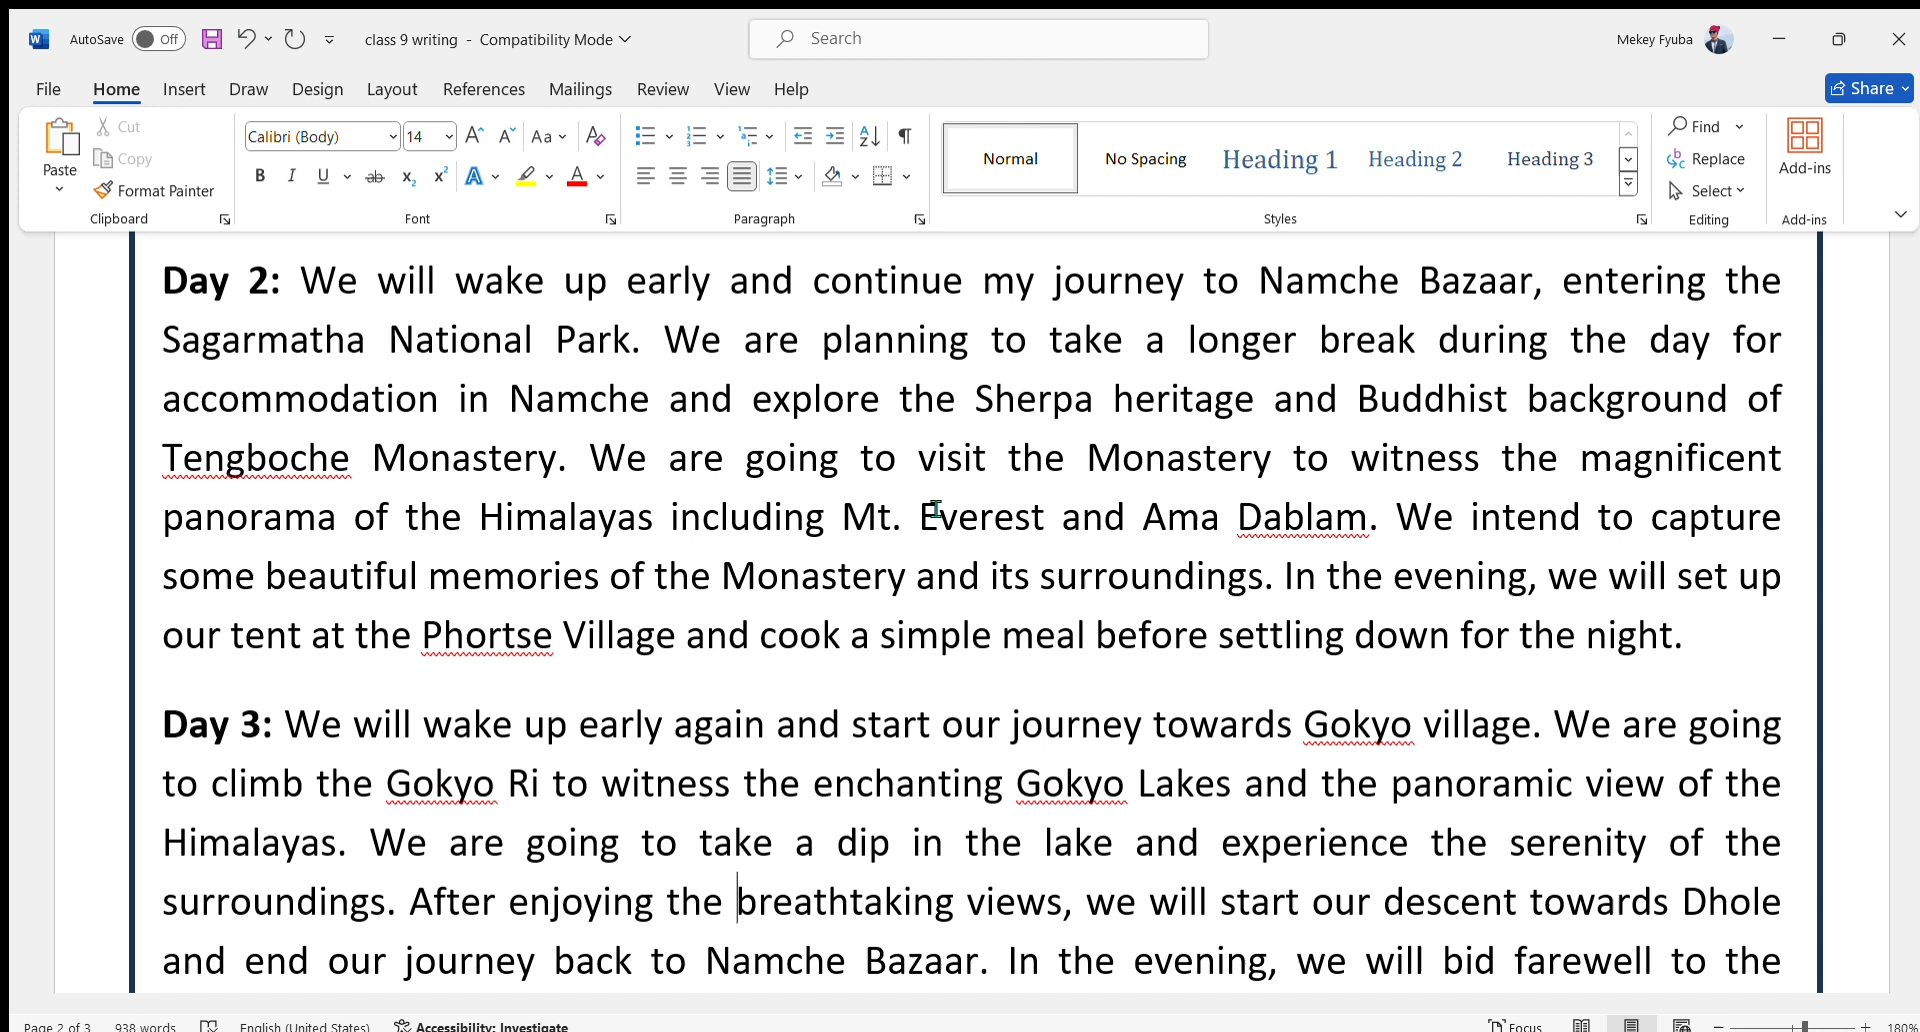 AutoSave Off class 9 writing - Compatibility Mode Search Mekey Fyuba
File Home Insert Draw Design Layout References Mailings Review View Help Share
Paste Cut Copy Format Painter
Clipboard
Calibri (Body) 14 Aa
B I U ab x₂ x² A A
Font
Paragraph
Normal No Spacing Heading 1 Heading 2 Heading 3
Styles
Find Replace Select
Editing
Add-ins
Add-ins
Day 2: We will wake up early and continue my journey to Namche Bazaar, entering the
Sagarmatha National Park. We are planning to take a longer break during the day for
accommodation in Namche and explore the Sherpa heritage and Buddhist background of
Tengboche Monastery. We are going to visit the Monastery to witness the magnificent
panorama of the Himalayas including Mt. Everest and Ama Dablam. We intend to capture
some beautiful memories of the Monastery and its surroundings. In the evening, we will set up
our tent at the Phortse Village and cook a simple meal before settling down for the night.
Day 3: We will wake up early again and start our journey towards Gokyo village. We are going
to climb the Gokyo Ri to witness the enchanting Gokyo Lakes and the panoramic view of the
Himalayas. We are going to take a dip in the lake and experience the serenity of the
surroundings. After enjoying the breathtaking views, we will start our descent towards Dhole
and end our journey back to Namche Bazaar. In the evening, we will bid farewell to the
Page 2 of 3 938 words English (United States) Accessibility: Investigate Focus 180%